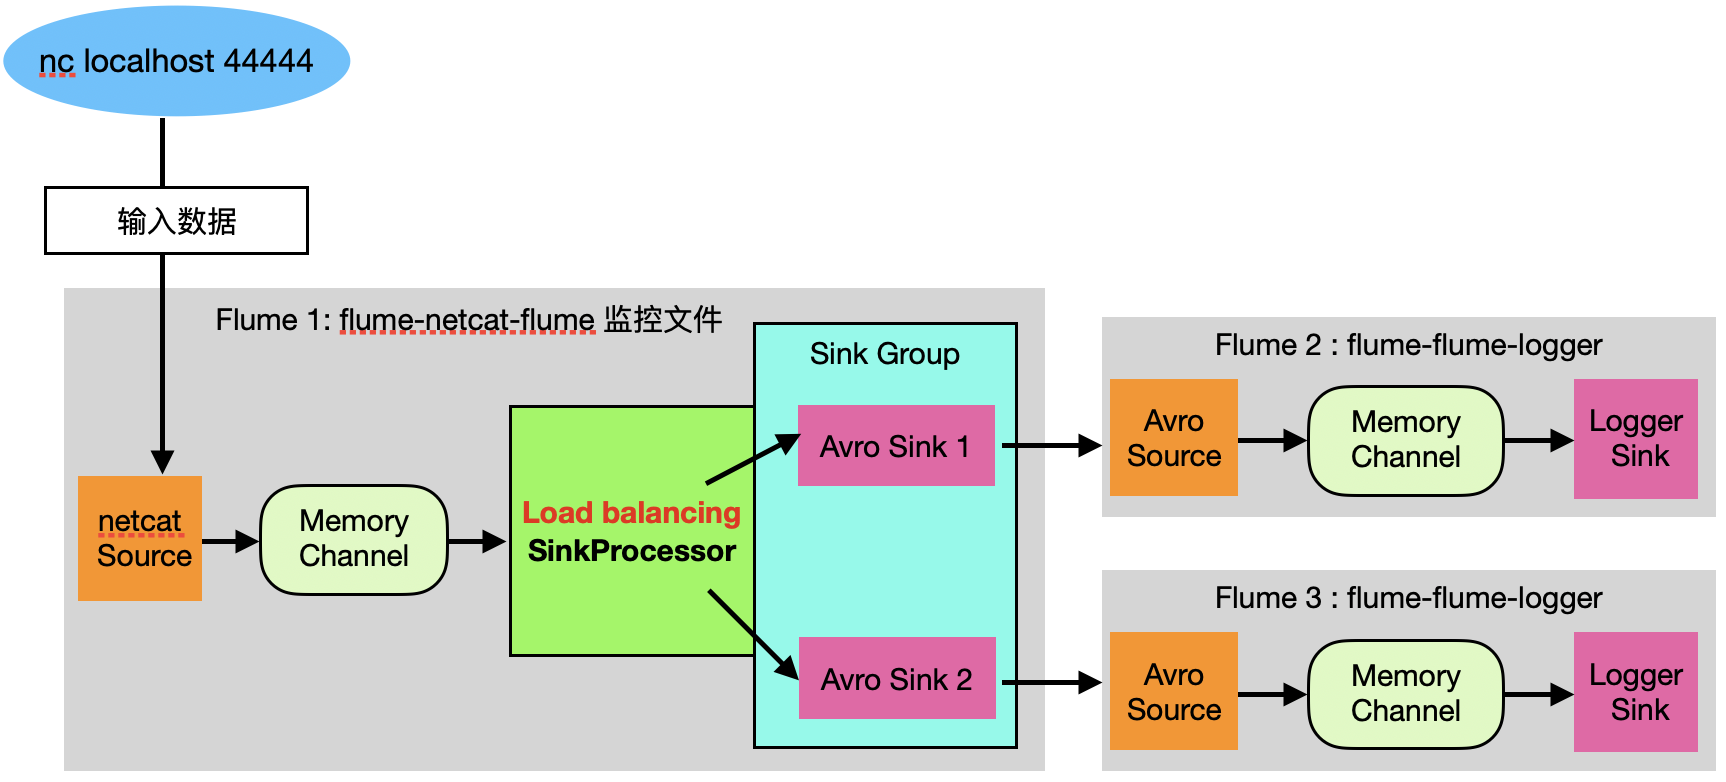 nc localhost 44444
输入数据
Flume 1: flume-netcat-flume 监控文件
netcat
Source
Memory
Channel
Load balancing
SinkProcessor
Sink Group
Avro Sink 1
Avro Sink 2
Flume 2 : flume-flume-logger
Avro
Source
Memory
Channel
Logger
Sink
Flume 3 : flume-flume-logger
Avro
Source
Memory
Channel
Logger
Sink